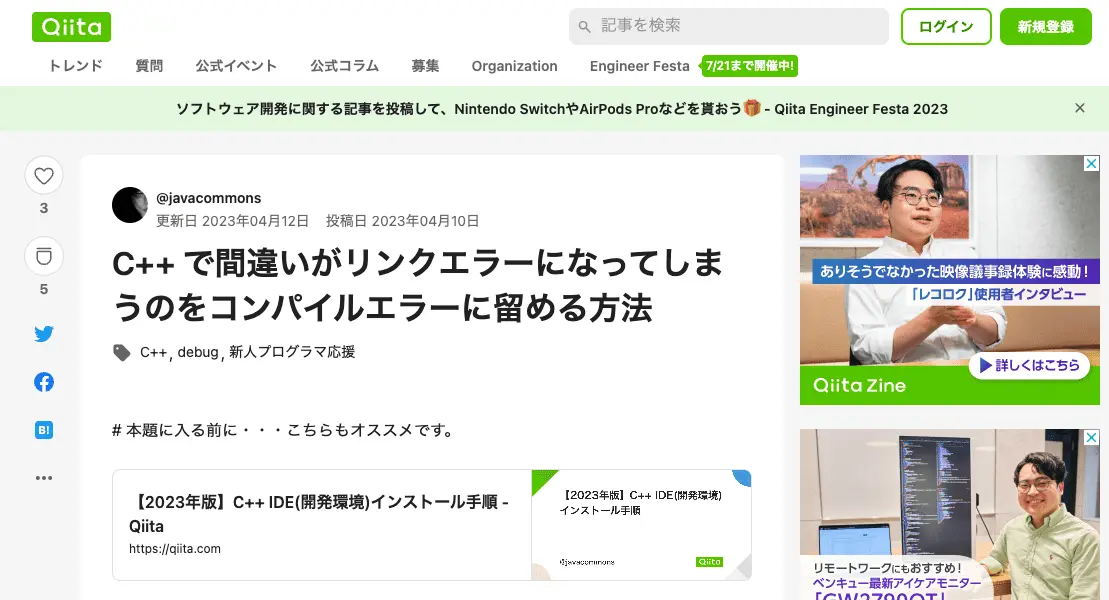 Qiita
記事を検索
ログイン
新規登録
トレンド
質問
公式イベント
公式コラム
募集
Organization
Engineer Festa
7/21まで開催中!
ソフトウェア開発に関する記事を投稿して、Nintendo SwitchやAirPods Proなどを貰おう🎁 - Qiita Engineer Festa 2023
3
5
B!
@javacommons
更新日 2023年04月12日 投稿日 2023年04月10日
C++ で間違いがリンクエラーになってしま
うのをコンパイルエラーに留める方法
C++, debug, 新人プログラマ応援
# 本題に入る前に・・・こちらもオススメです。
【2023年版】C++ IDE(開発環境)インストール手順 -
Qiita
https://qiita.com
【2023年版】C++ IDE(開発環境)
インストール手順
@javacommons
Qiita
ありそうでなかった映像議事録体験に感動！
「レコログ」使用者インタビュー
▶詳しくはこちら
Qiita Zine
リモートワークにもおすすめ！
ベンキュー最新アイケアモニター
「GW2790QT」